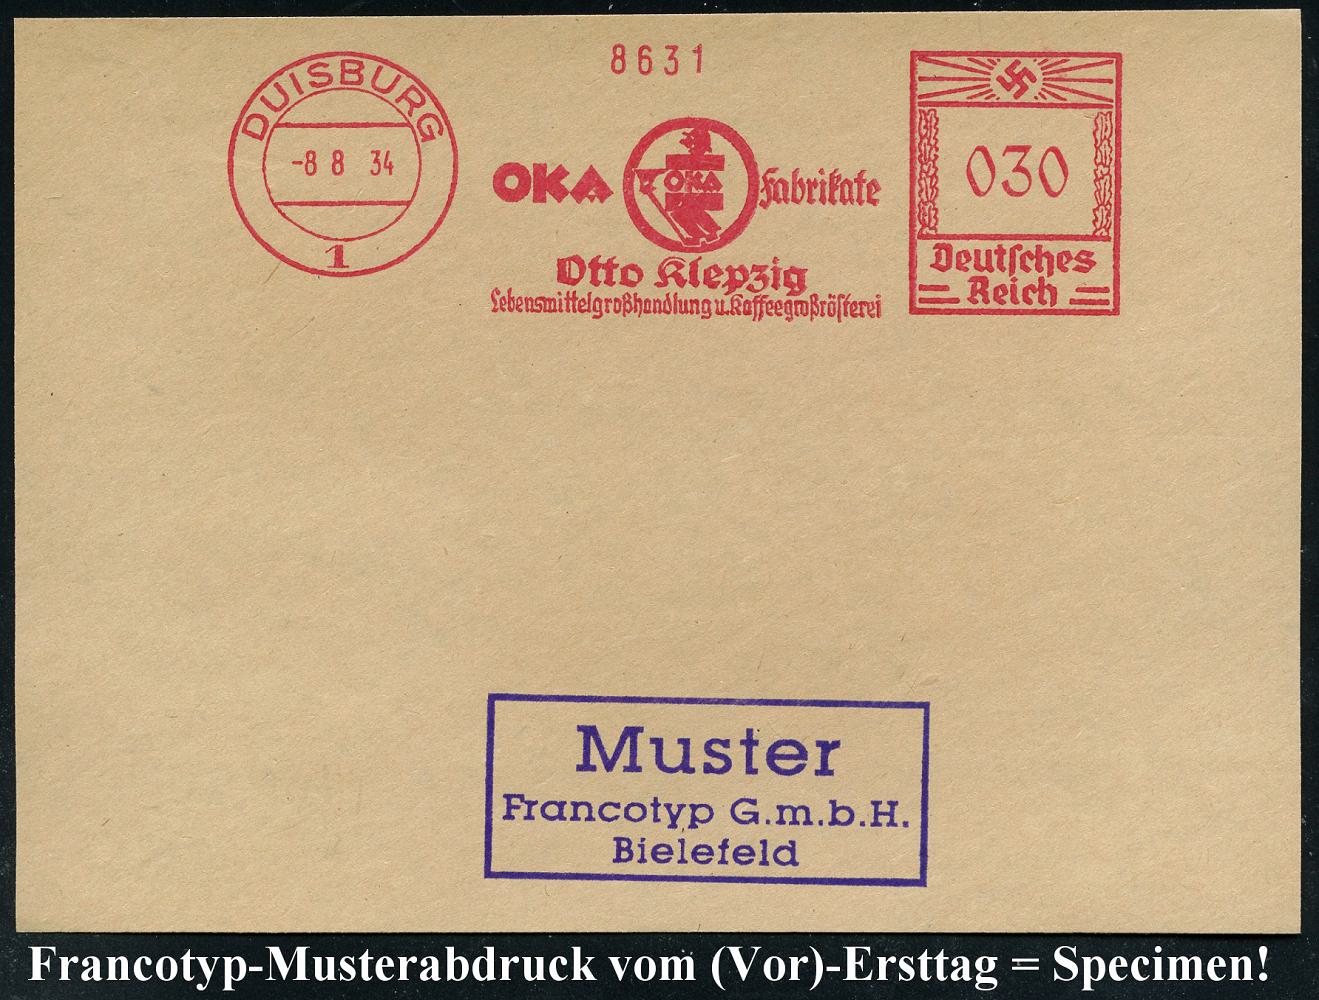 8631
DUISBURG
-8 8 34
1
OKA OKA Fabrikate
Otto Klepzig
Lebensmittelgroßhandlung u. Kaffeegroßrösterei
030
Deutsches
Reich
Muster
Francotyp G.m.b.H.
Bielefeld
Francotyp-Musterabdruck vom (Vor)-Ersttag = Specimen!